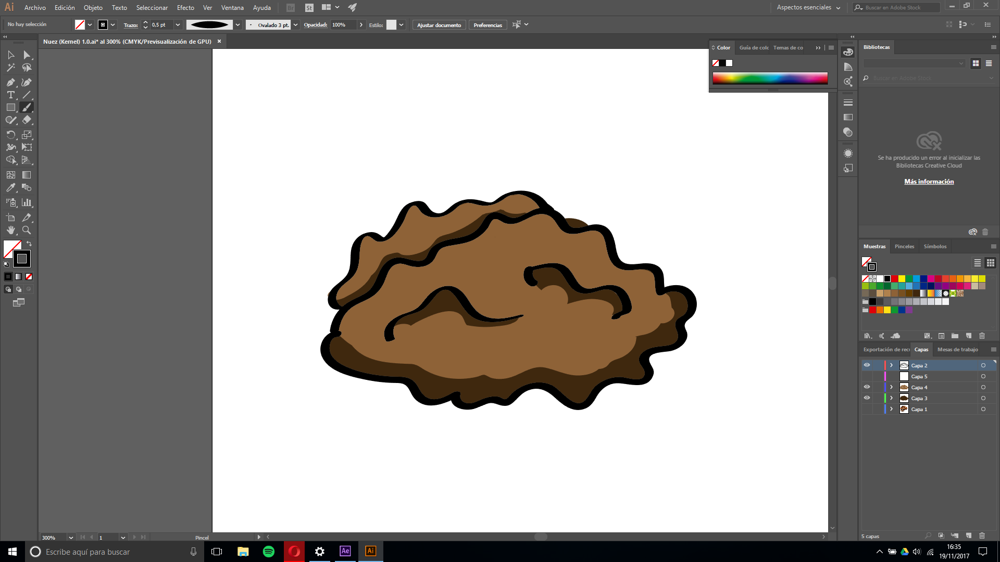 Ai Archivo Edición Objeto Texto Seleccionar Efecto Ver Ventana Ayuda Br St Aspectos esenciales Buscar en Adobe Stock
No hay selección Trazo: 0,5 pt Ovalado 3 pt. Opacidad: 100% Estilo: Ajustar documento Preferencias
Nuez (Kernel) 1.0.ai* al 300% (CMYK/Previsualización de GPU)
Color Guía de colc Temas de co
Bibliotecas
Buscar en Adobe Stock
Se ha producido un error al inicializar las
Bibliotecas Creative Cloud
Más información
Muestras Pinceles Símbolos
Exportación de recu Capas Mesas de trabajo
Capa 2
Capa 5
Capa 4
Capa 3
Capa 1
5 capas
300% 1 Pincel
Escribe aquí para buscar
Ae Ai
16:35
19/11/2017